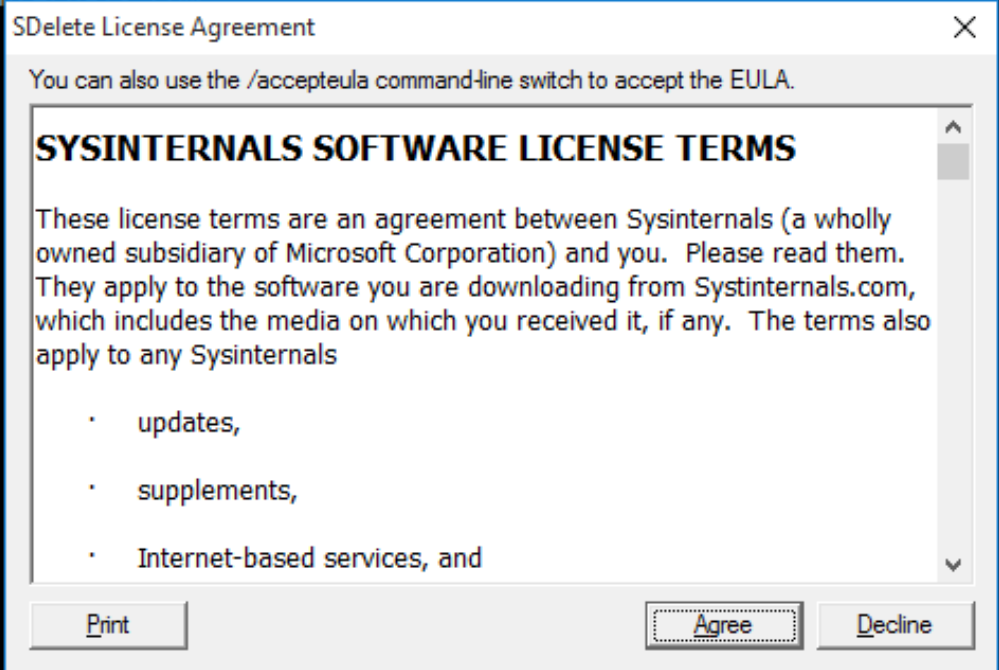 SDelete License Agreement
You can also use the /accepteula command-line switch to accept the EULA.
SYSINTERNALS SOFTWARE LICENSE TERMS
These license terms are an agreement between Sysinternals (a wholly
owned subsidiary of Microsoft Corporation) and you.  Please read them.
They apply to the software you are downloading from Systinternals.com,
which includes the media on which you received it, if any.  The terms also
apply to any Sysinternals
· updates,
· supplements,
· Internet-based services, and
Print Agree Decline